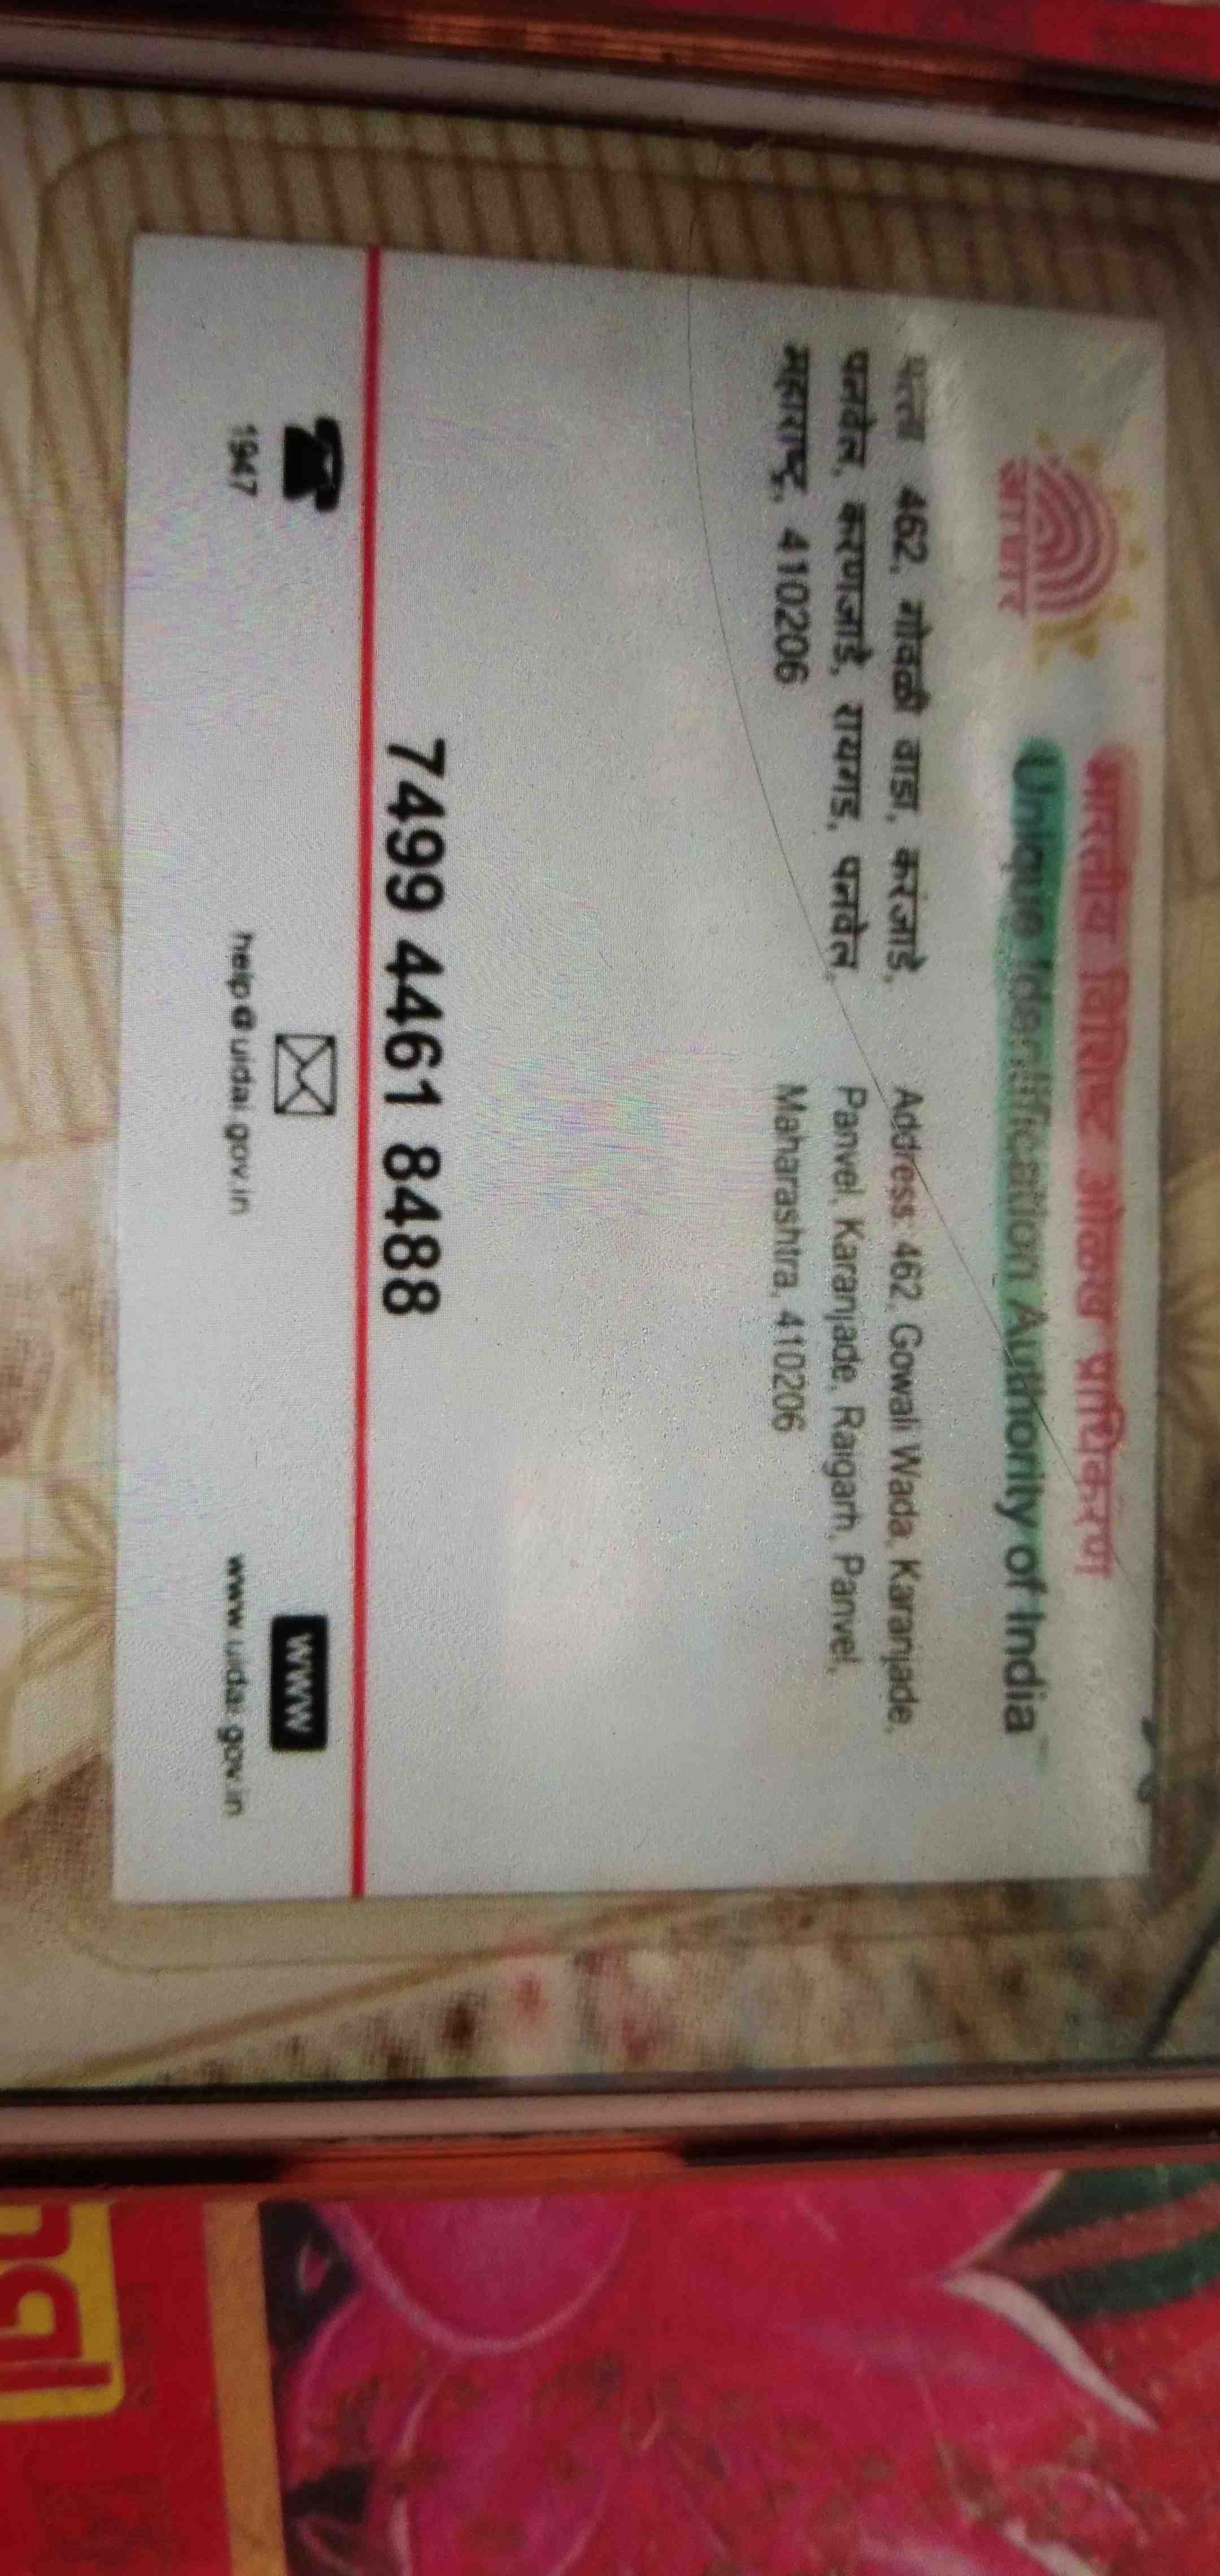 भारतीय विशिष्ट ओळख प्राधिकरण
Unique Identification Authority of India
आधार
पत्ता 462, गोवळी वाडा, करंजाडे,
पनवेल, करणजाडे, रायगड, पनवेल,
महाराष्ट्र, 410206
Address: 462, Gowali Wada, Karanjade,
Panvel, Karanjade, Raigarh, Panvel,
Maharashtra, 410206
7499 4461 8488
1947
help@uidai.gov.in
www
www.uidai.gov.in